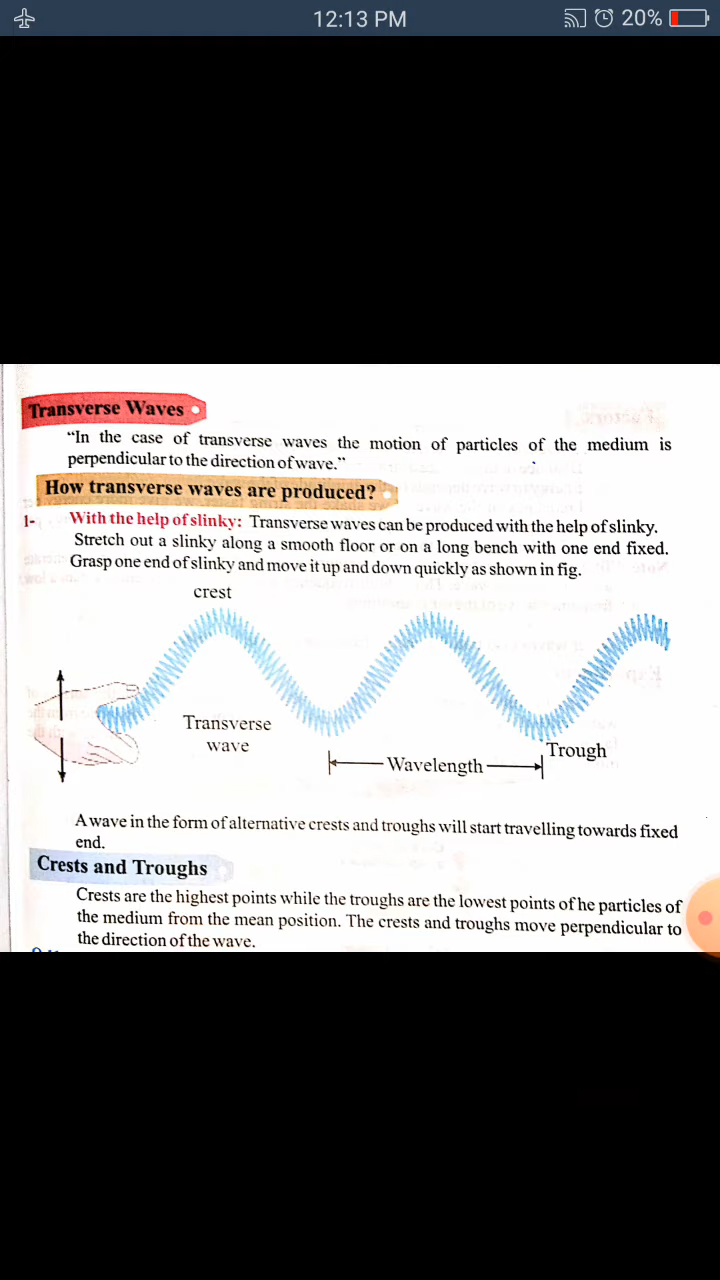 12:13 PM
20%
Transverse Waves
“In the case of transverse waves the motion of particles of the medium is
perpendicular to the direction of wave.”
How transverse waves are produced?
1- With the help of slinky: Transverse waves can be produced with the help of slinky.
Stretch out a slinky along a smooth floor or on a long bench with one end fixed.
Grasp one end of slinky and move it up and down quickly as shown in fig.
crest
Transverse
wave
Wavelength
Trough
A wave in the form of alternative crests and troughs will start travelling towards fixed
end.
Crests and Troughs
Crests are the highest points while the troughs are the lowest points of he particles of
the medium from the mean position. The crests and troughs move perpendicular to
the direction of the wave.